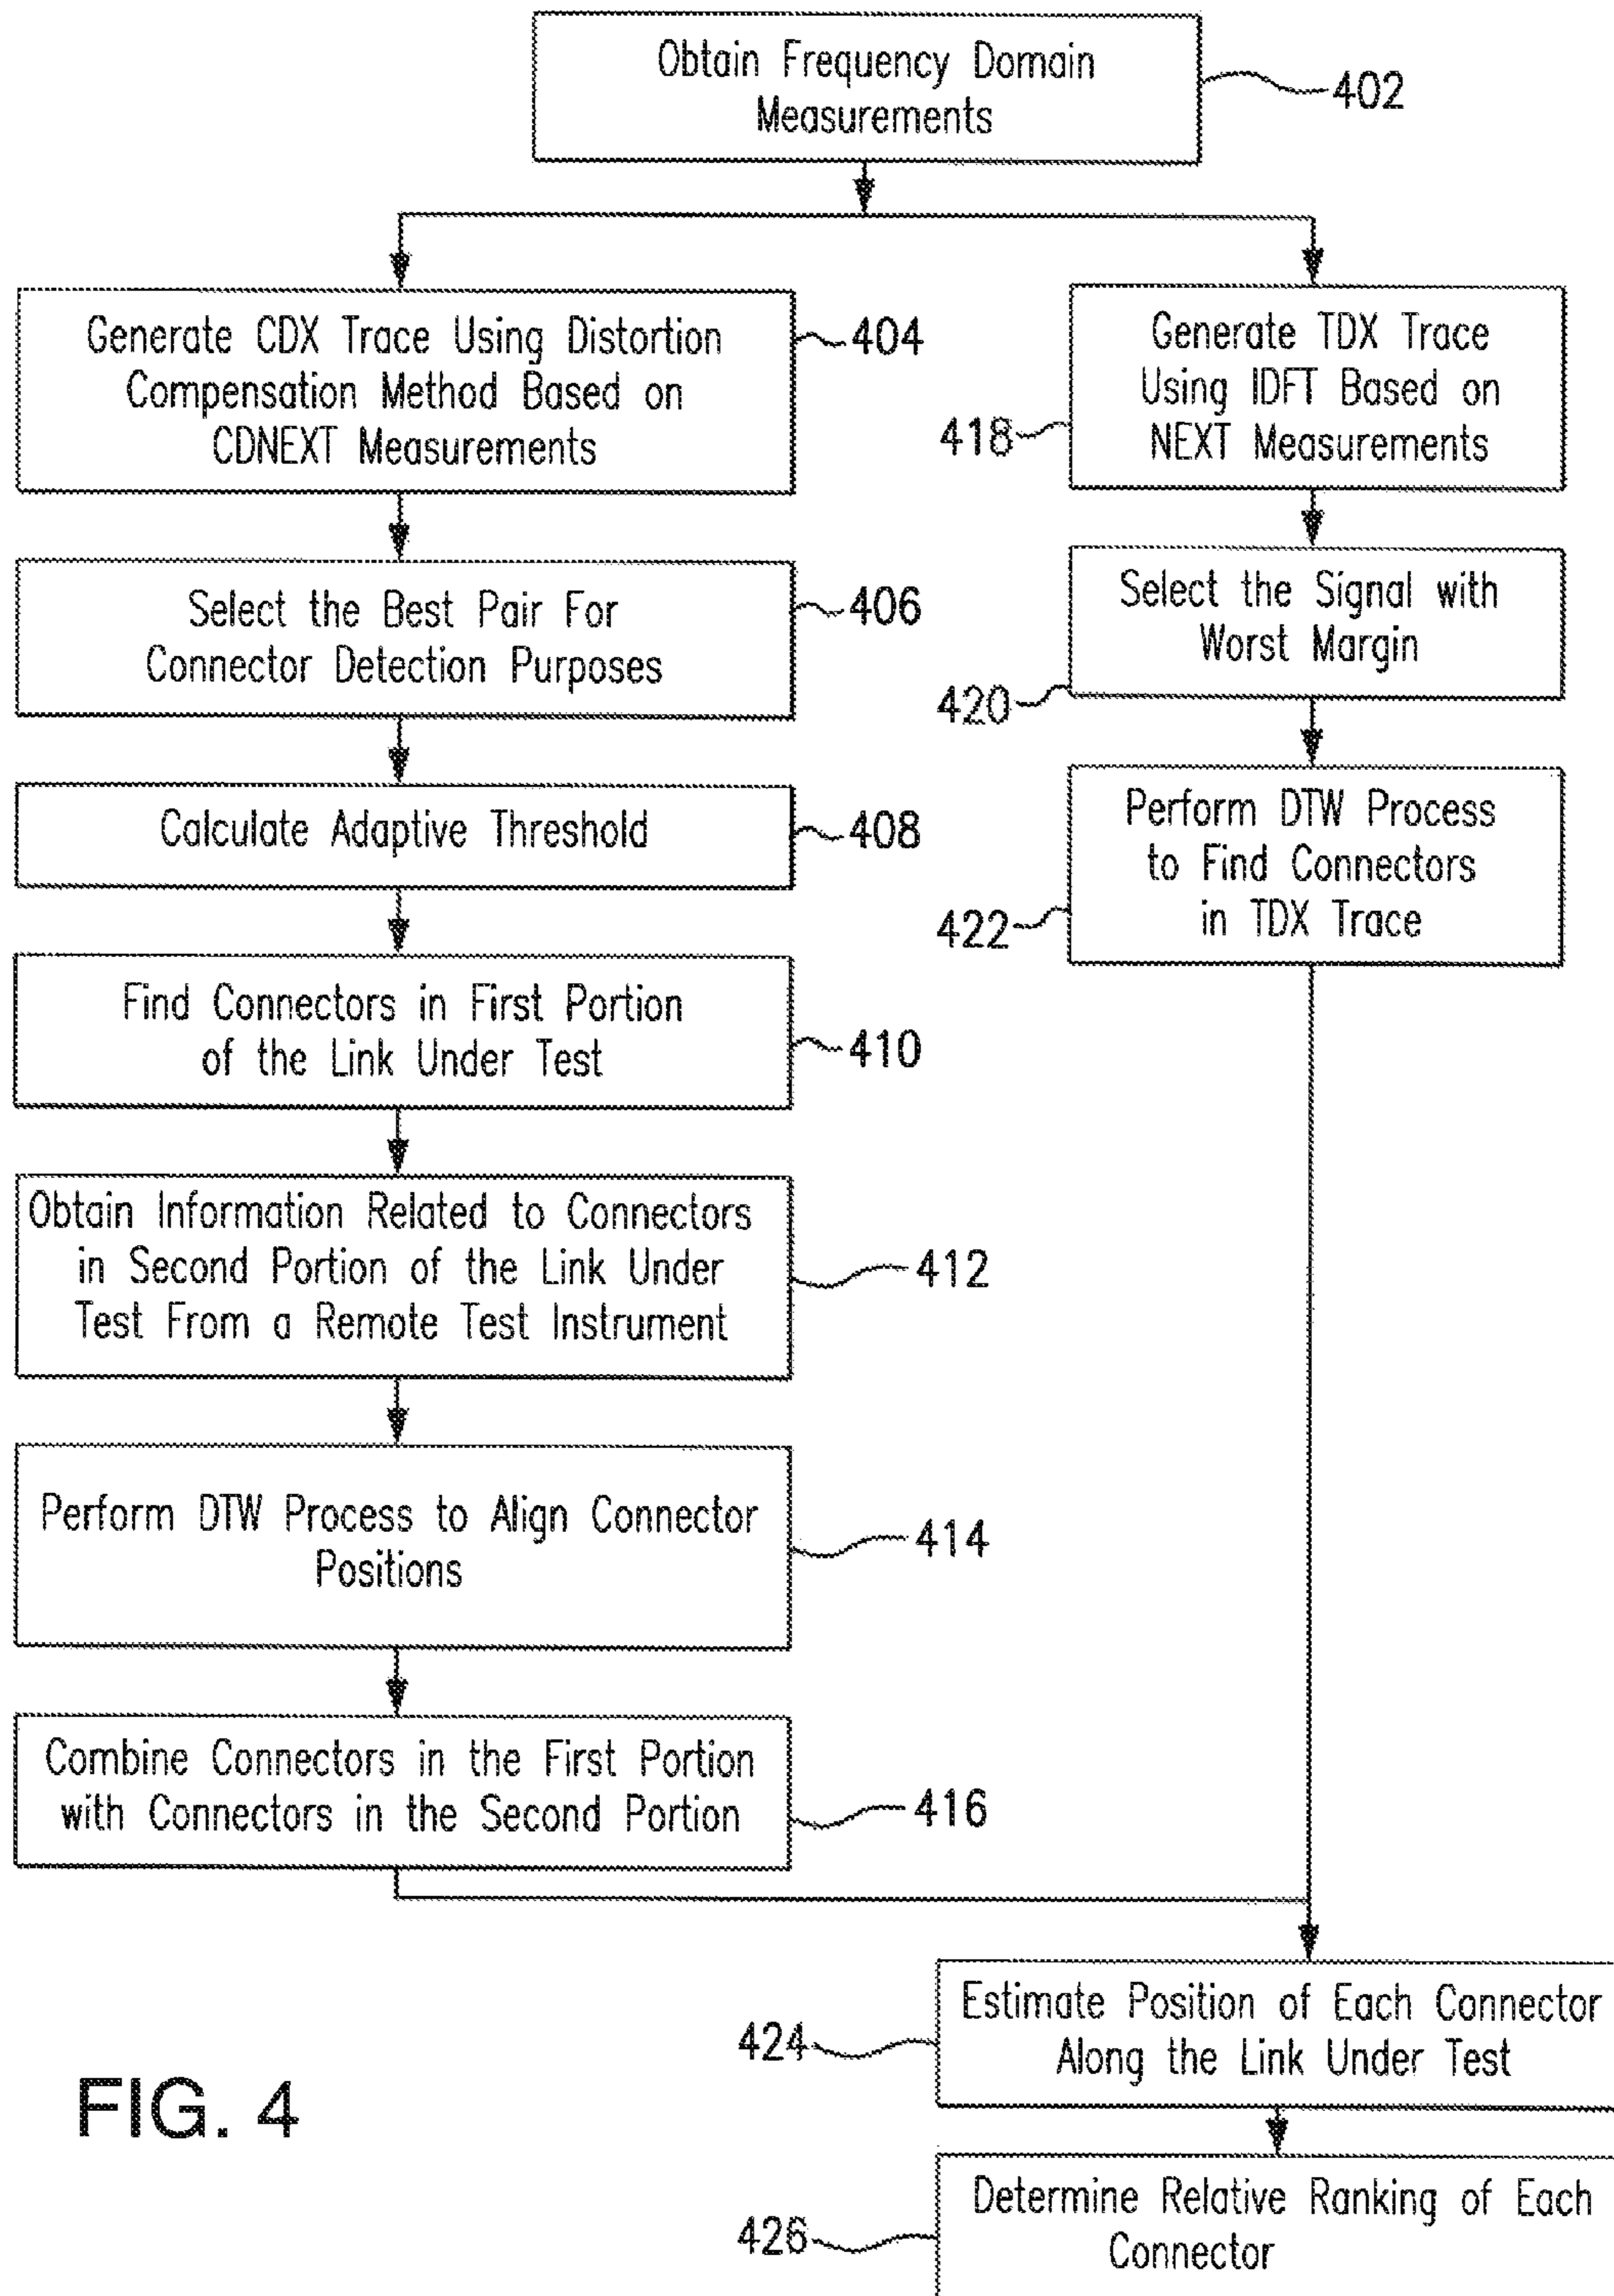 Obtain Frequency Domain
Measurements
402
Generate CDX Trace Using Distortion
Compensation Method Based on
CDNEXT Measurements
404
Select the Best Pair For
Connector Detection Purposes
406
Calculate Adaptive Threshold
408
Find Connectors in First Portion
of the Link Under Test
410
Obtain Information Related to Connectors
in Second Portion of the Link Under
Test From a Remote Test Instrument
412
Perform DTW Process to Align Connector
Positions
414
Combine Connectors in the First Portion
with Connectors in the Second Portion
416
Generate TDX Trace
Using IDFT Based on
NEXT Measurements
418
Select the Signal with
Worst Margin
420
Perform DTW Process
to Find Connectors
in TDX Trace
422
Estimate Position of Each Connector
Along the Link Under Test
424
Determine Relative Ranking of Each
Connector
426
FIG. 4